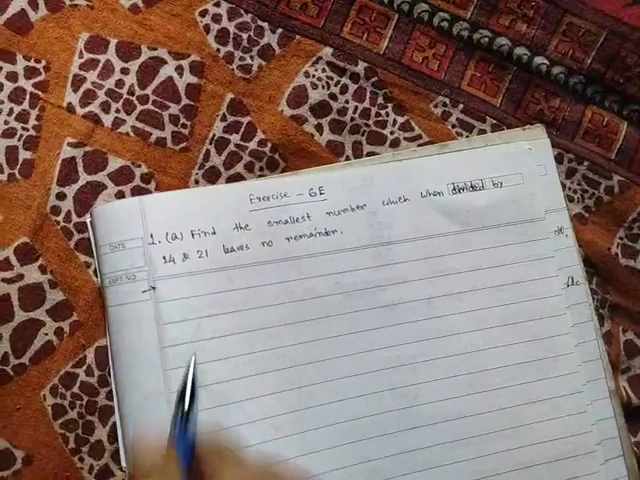 Exercise - 6E
DATE
1. (a) Find the smallest number which when divided by
14 & 21 leaves no remainder.
EXPT. NO.